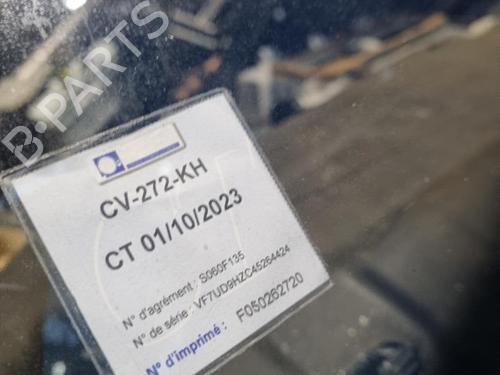 B-PARTS
CV-272-KH
CT 01/10/2023
N° d'agrément : S060F135
N° de série : VF7UD9HZC45264424
N° d'imprimé : F050262720